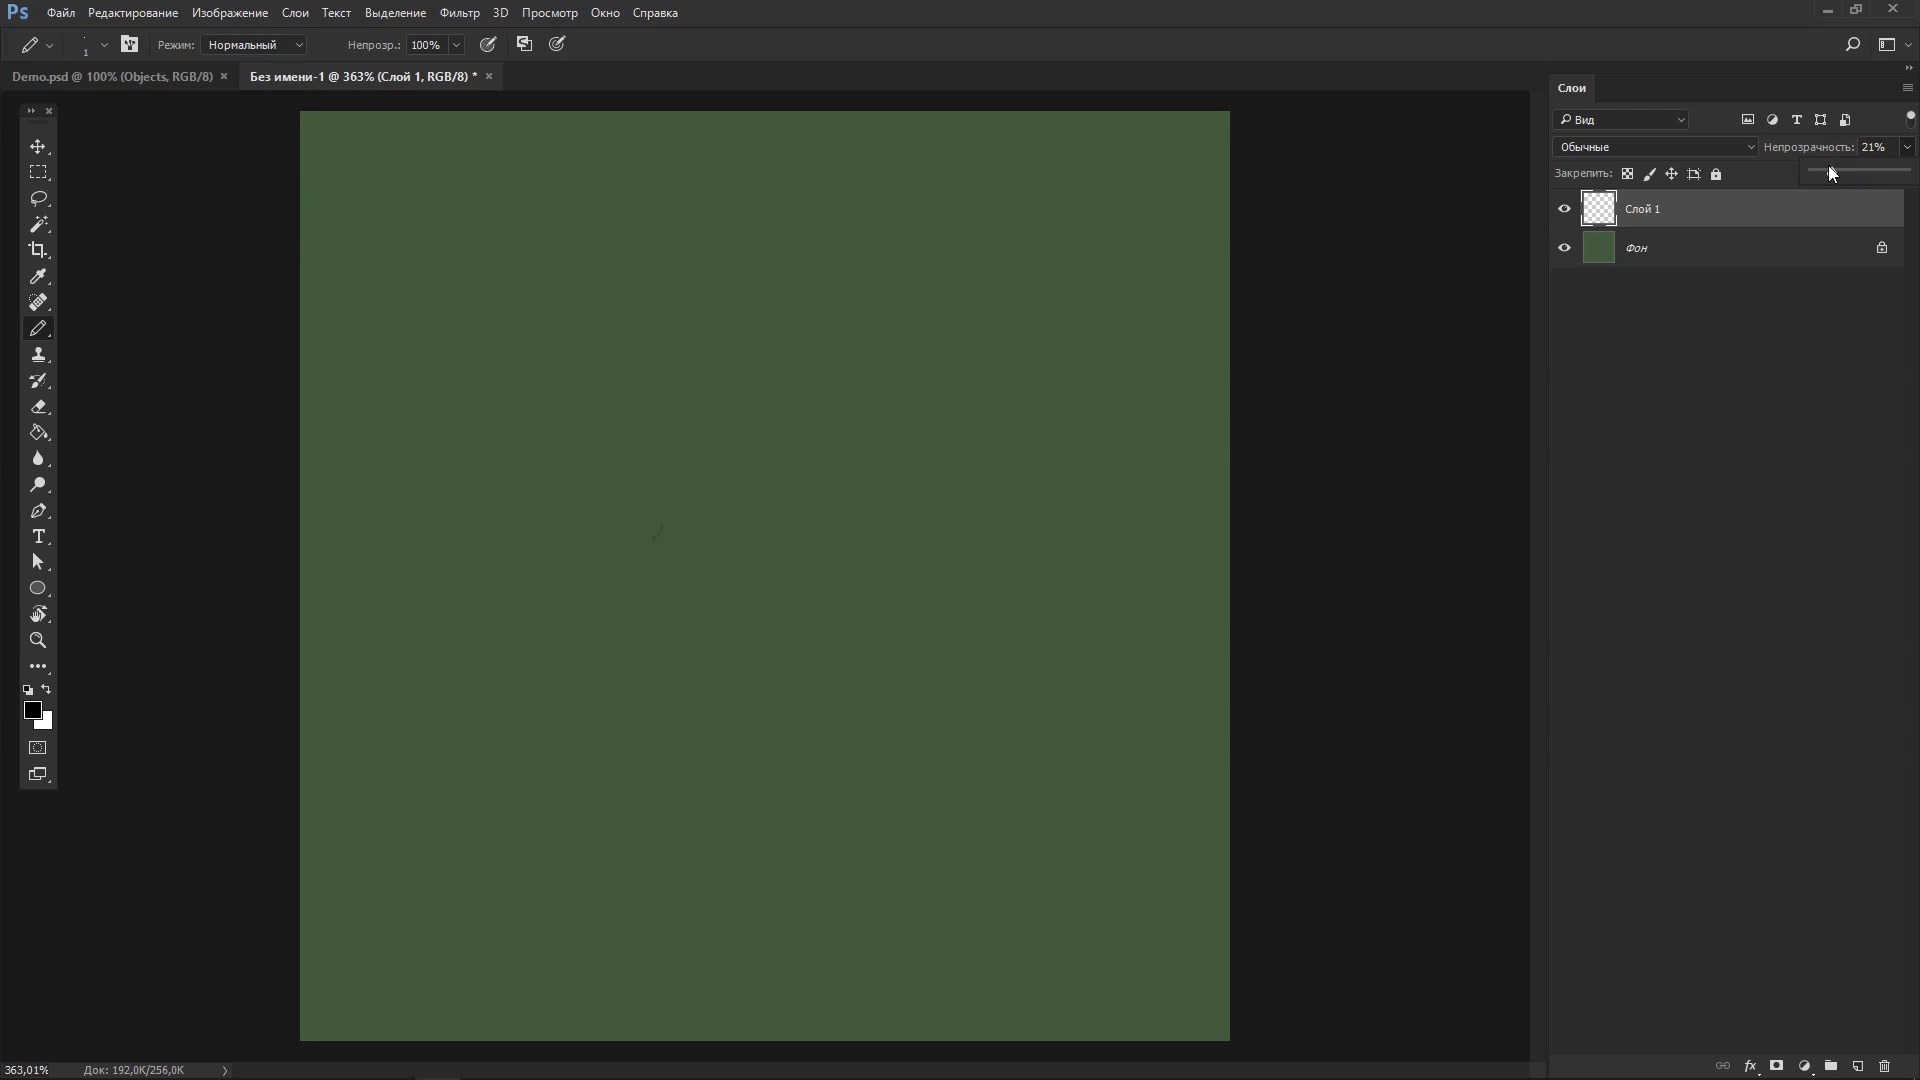 Ps Файл Редактирование Изображение Слои Текст Выделение Фильтр 3D Просмотр Окно Справка
1 Режим: Нормальный Непрозр.: 100%
Demo.psd @ 100% (Objects, RGB/8) × Без имени-1 @ 363% (Слой 1, RGB/8) * ×
Слои
Вид
Обычные Непрозрачность: 21%
Закрепить:
Слой 1
Фон
363,01% Док: 192,0K/256,0K
fx